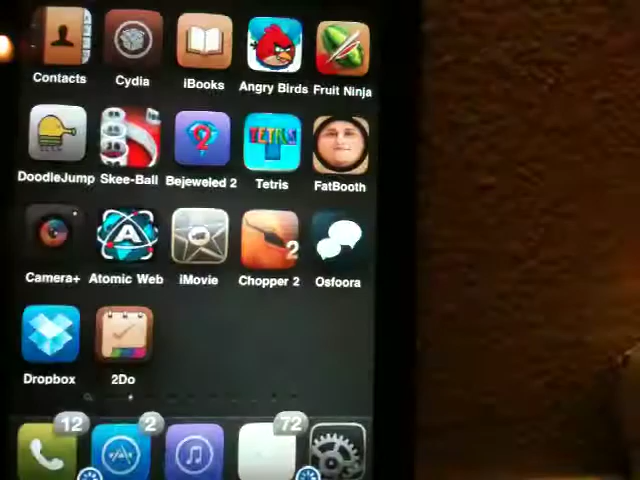 Contacts Cydia iBooks Angry Birds Fruit Ninja
DoodleJump Skee-Ball Bejeweled 2 Tetris FatBooth
TETRIS
2
Camera+ Atomic Web iMovie Chopper 2 Osfoora
A
2
Dropbox 2Do
12 2 72